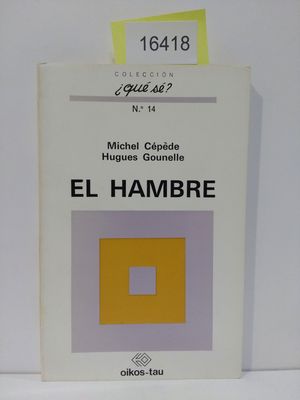 16418
COLECCIÓN
¿qué sé?
N.º 14
Michel Cépède
Hugues Gounelle
EL HAMBRE
oikos-tau